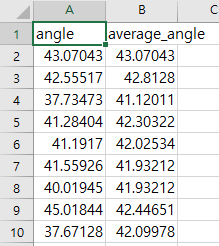 A B C
1 angle average_angle
2 43.07043 43.07043
3 42.55517 42.8128
4 37.73473 41.12011
5 41.28404 42.30322
6 41.1917 42.02534
7 41.55926 41.93212
8 40.01945 41.93212
9 45.01844 42.44651
10 37.67128 42.09978